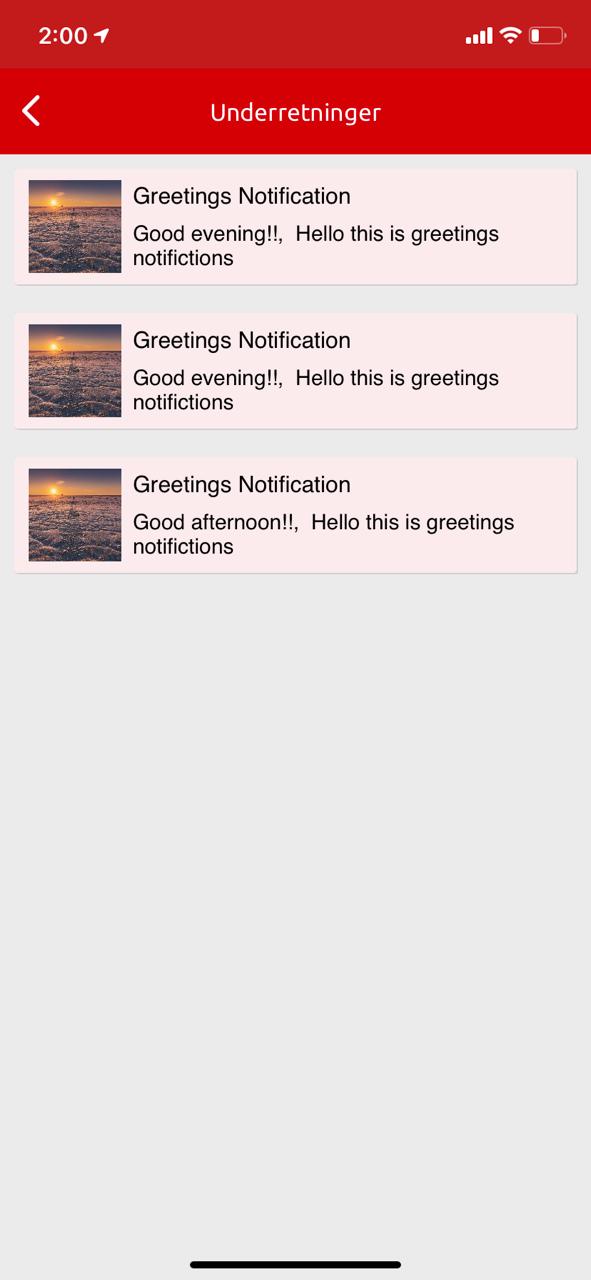 2:00
Underretninger
Greetings Notification
Good evening!!,  Hello this is greetings
notifictions
Greetings Notification
Good evening!!,  Hello this is greetings
notifictions
Greetings Notification
Good afternoon!!,  Hello this is greetings
notifictions